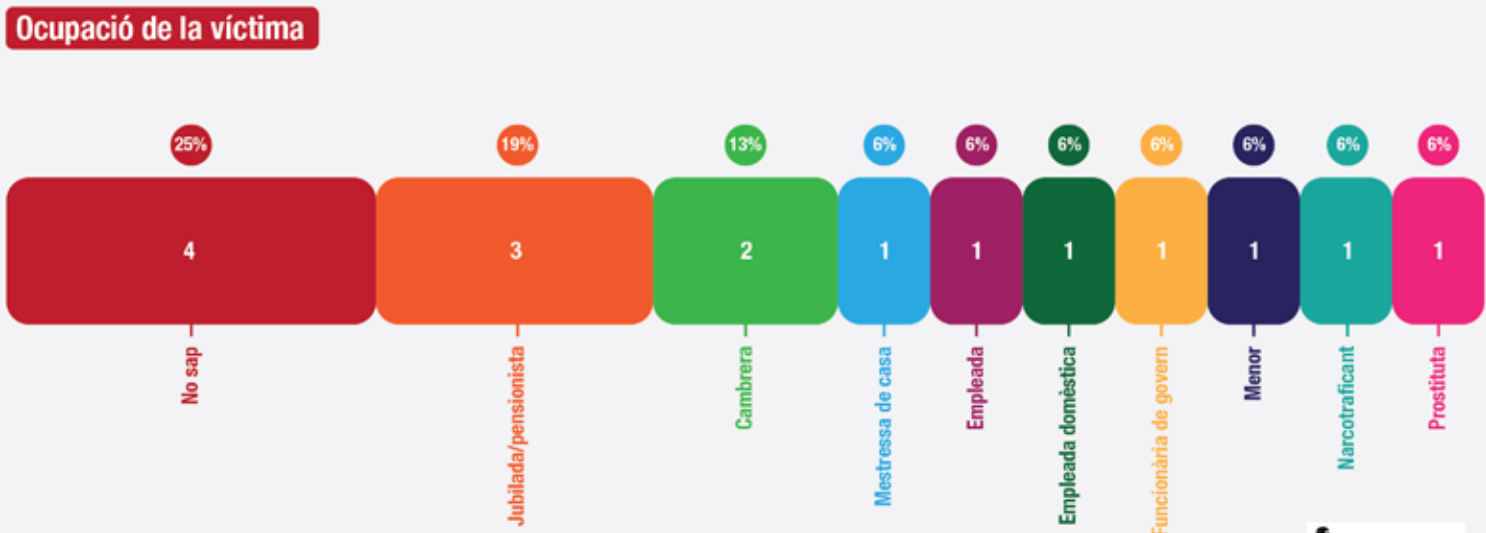 Ocupació de la víctima
25%
19%
13%
6%
6%
6%
6%
6%
6%
6%
4
3
2
1
1
1
1
1
1
1
No sap
Jubilada/pensionista
Cambrera
Mestressa de casa
Empleada
Empleada domèstica
Funcionària de govern
Menor
Narcotraficant
Prostituta